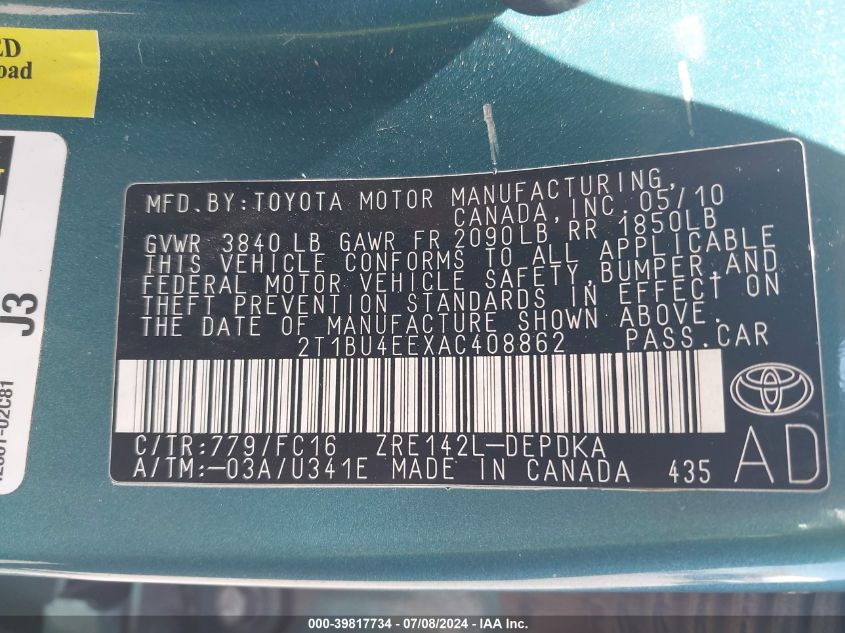 ED
oad
J3
12601-02C81
MFD.BY:TOYOTA MOTOR MANUFACTURING,
CANADA, INC. 05/10
GVWR 3840 LB GAWR FR 2090LB RR 1850LB
THIS VEHICLE CONFORMS TO ALL APPLICABLE
FEDERAL MOTOR VEHICLE SAFETY,BUMPER,AND
THEFT PREVENTION STANDARDS IN EFFECT ON
THE DATE OF MANUFACTURE SHOWN ABOVE.
2T1BU4EEXAC408862 PASS.CAR
C/TR:779/FC16 ZRE142L-DEPDKA
A/TM:-03A/U341E MADE IN CANADA 435
AD
000-39817734 - 07/08/2024 - IAA Inc.